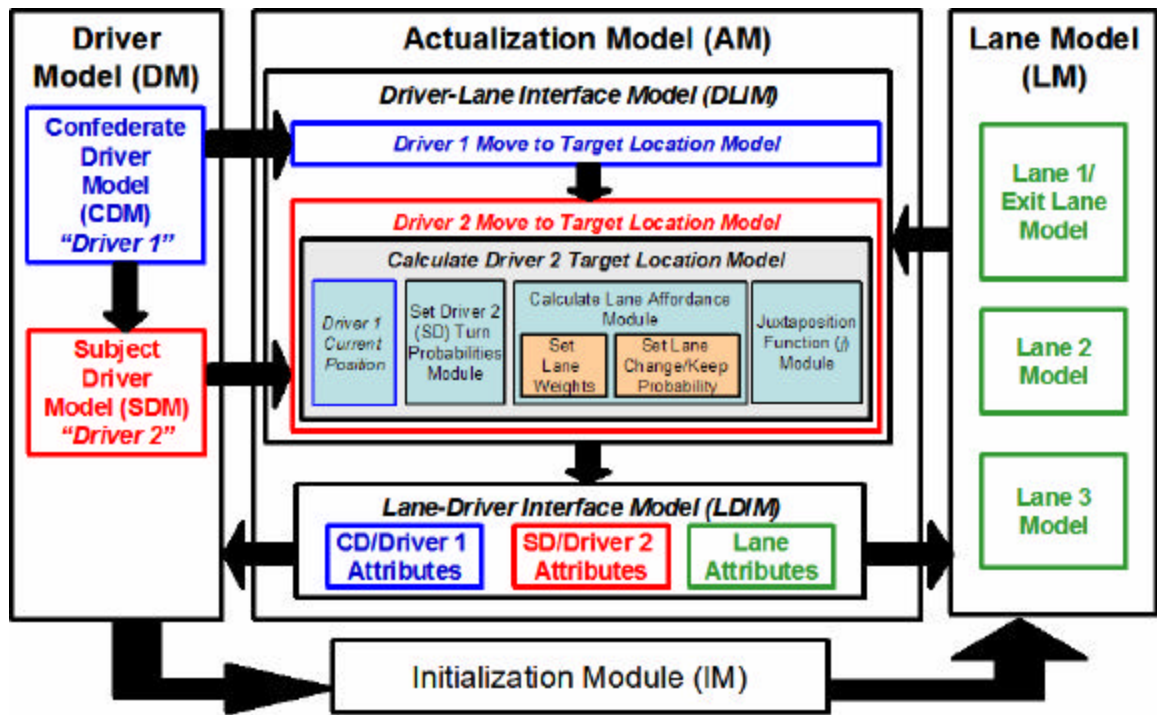 Driver
Model (DM)
Confederate
Driver
Model
(CDM)
“Driver 1”
Subject
Driver
Model (SDM)
“Driver 2”
Actualization Model (AM)
Driver-Lane Interface Model (DLIM)
Driver 1 Move to Target Location Model
Driver 2 Move to Target Location Model
Calculate Driver 2 Target Location Model
Driver 1
Current
Position
Set Driver 2
(SD) Turn
Probabilities
Module
Calculate Lane Affordance
Module
Set
Lane
Weights
Set Lane
Change/Keep
Probability
Juxtaposition
Function (j)
Module
Lane-Driver Interface Model (LDIM)
CD/Driver 1
Attributes
SD/Driver 2
Attributes
Lane
Attributes
Lane Model
(LM)
Lane 1/
Exit Lane
Model
Lane 2
Model
Lane 3
Model
Initialization Module (IM)